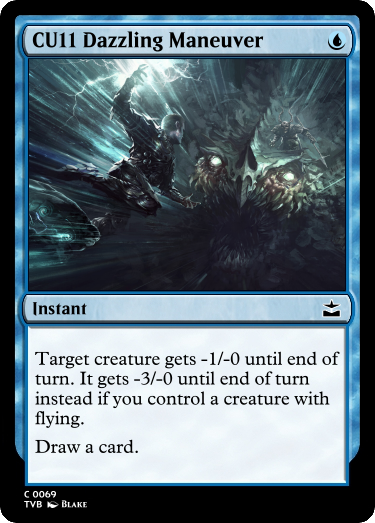 CU11 Dazzling Maneuver
Instant
Target creature gets -1/-0 until end of
turn. It gets -3/-0 until end of turn
instead if you control a creature with
flying.
Draw a card.
C 0069
TVB Blake